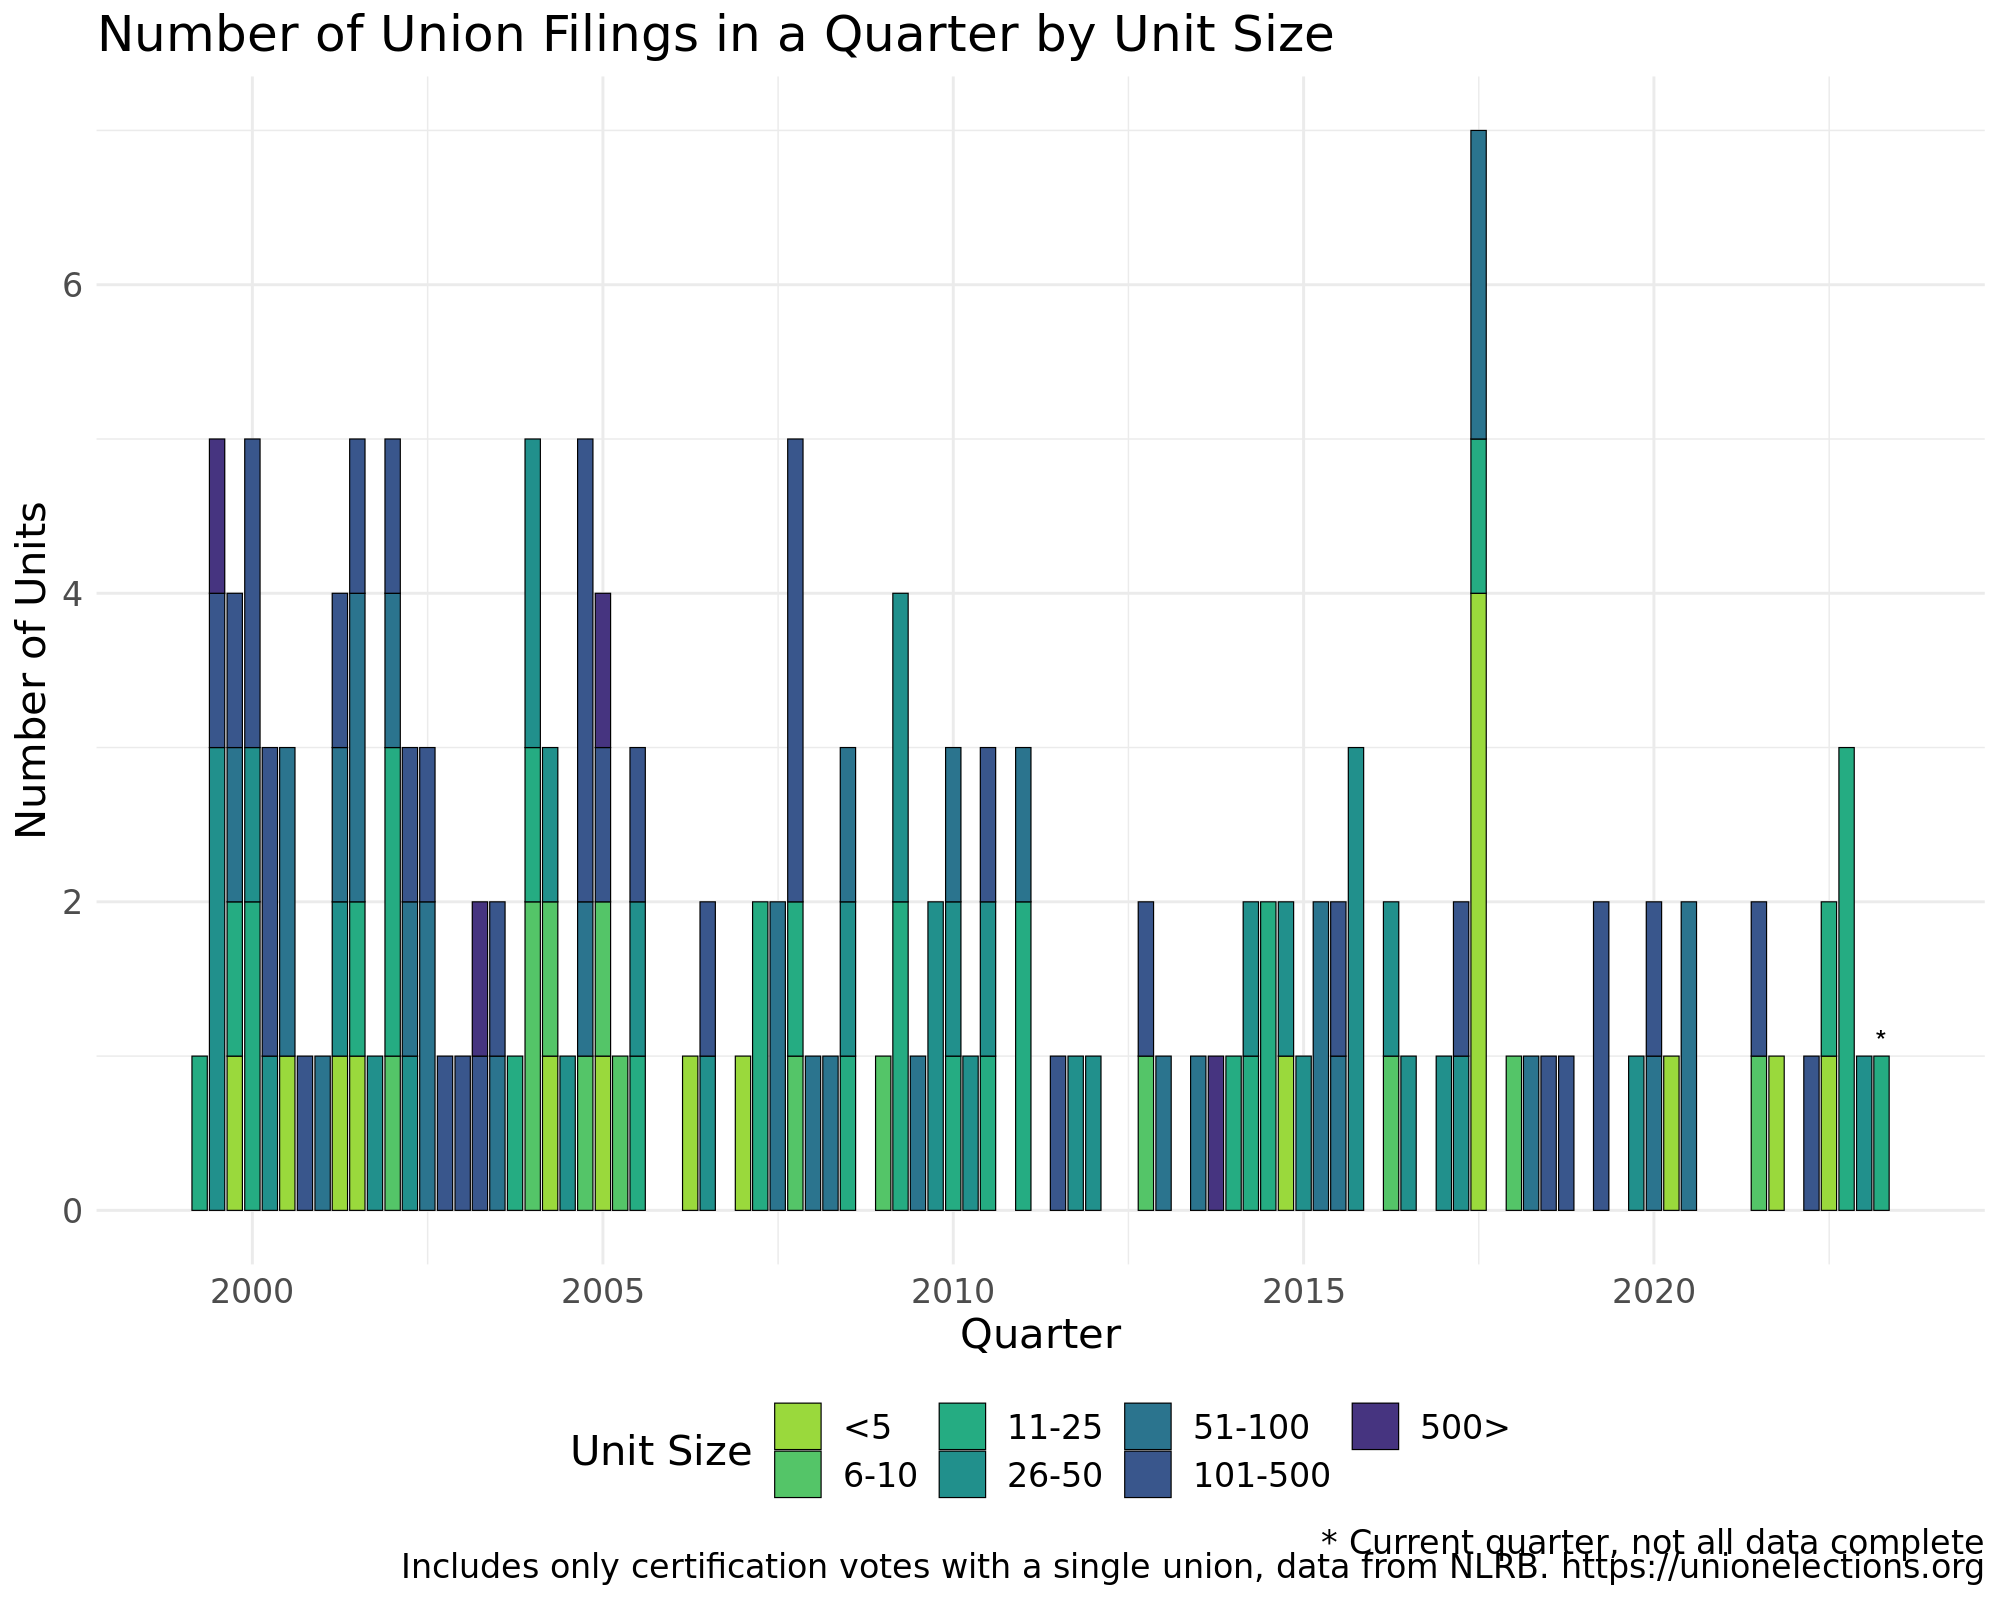 Number of Union Filings in a Quarter by Unit Size
Number of Units
6
4
2
0
*
2000 2005 2010 2015 2020
Quarter
Unit Size
<5 11-25 51-100 500>
6-10 26-50 101-500
* Current quarter, not all data complete
Includes only certification votes with a single union, data from NLRB. https://unionelections.org